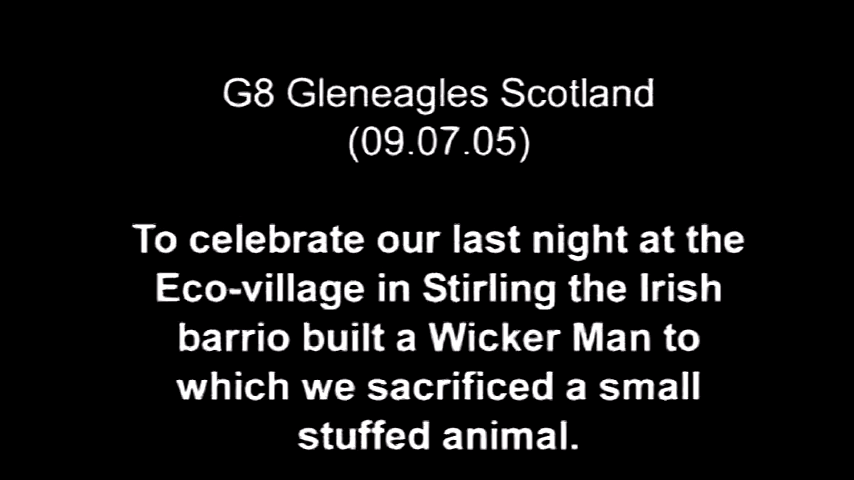 G8 Gleneagles Scotland
(09.07.05)
To celebrate our last night at the
Eco-village in Stirling the Irish
barrio built a Wicker Man to
which we sacrificed a small
stuffed animal.